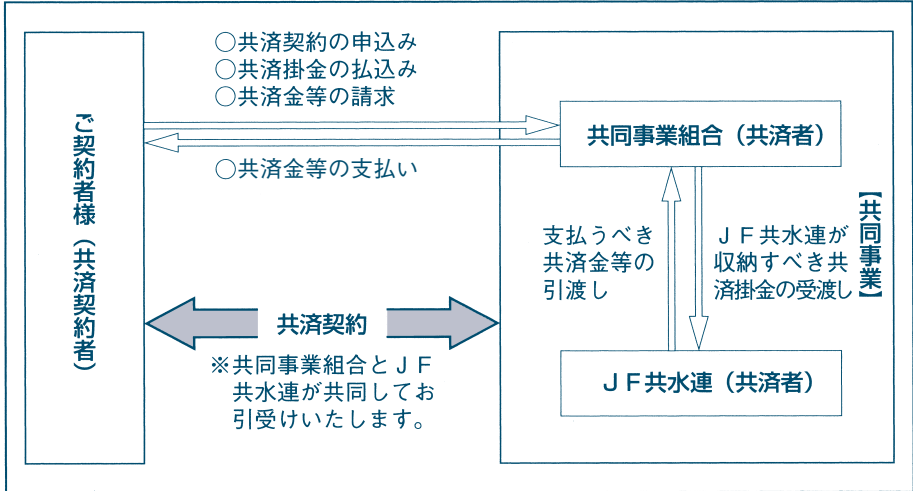 ご契約者様（共済契約者）
○共済契約の申込み
○共済掛金の払込み
○共済金等の請求
○共済金等の支払い
共済契約
※共同事業組合とＪＦ
共水連が共同してお
引受けいたします。
共同事業組合（共済者）
支払うべき
共済金等の
引渡し
ＪＦ共水連が
収納すべき共
済掛金の受渡し
【共同事業】
ＪＦ共水連（共済者）